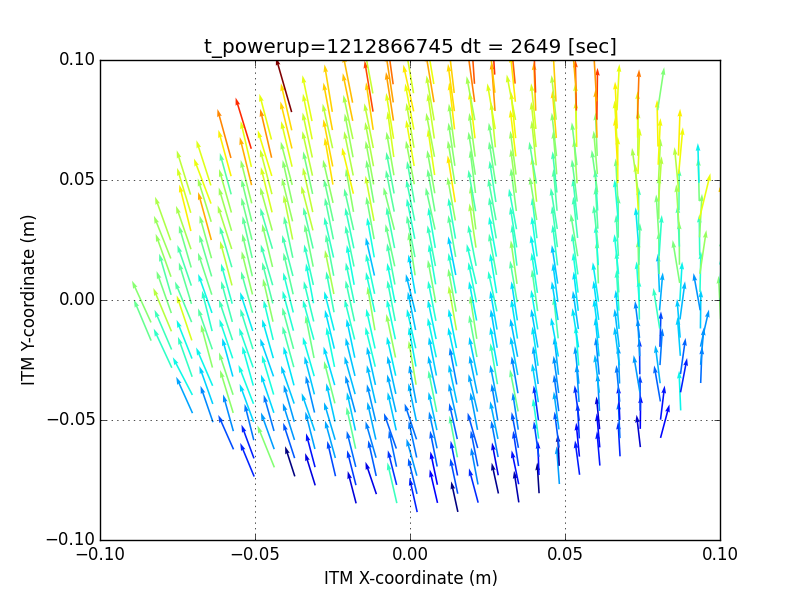 t_powerup=1212866745 dt = 2649 [sec]
0.10
0.05
0.00
−0.05
−0.10
ITM Y-coordinate (m)
−0.10 −0.05 0.00 0.05 0.10
ITM X-coordinate (m)